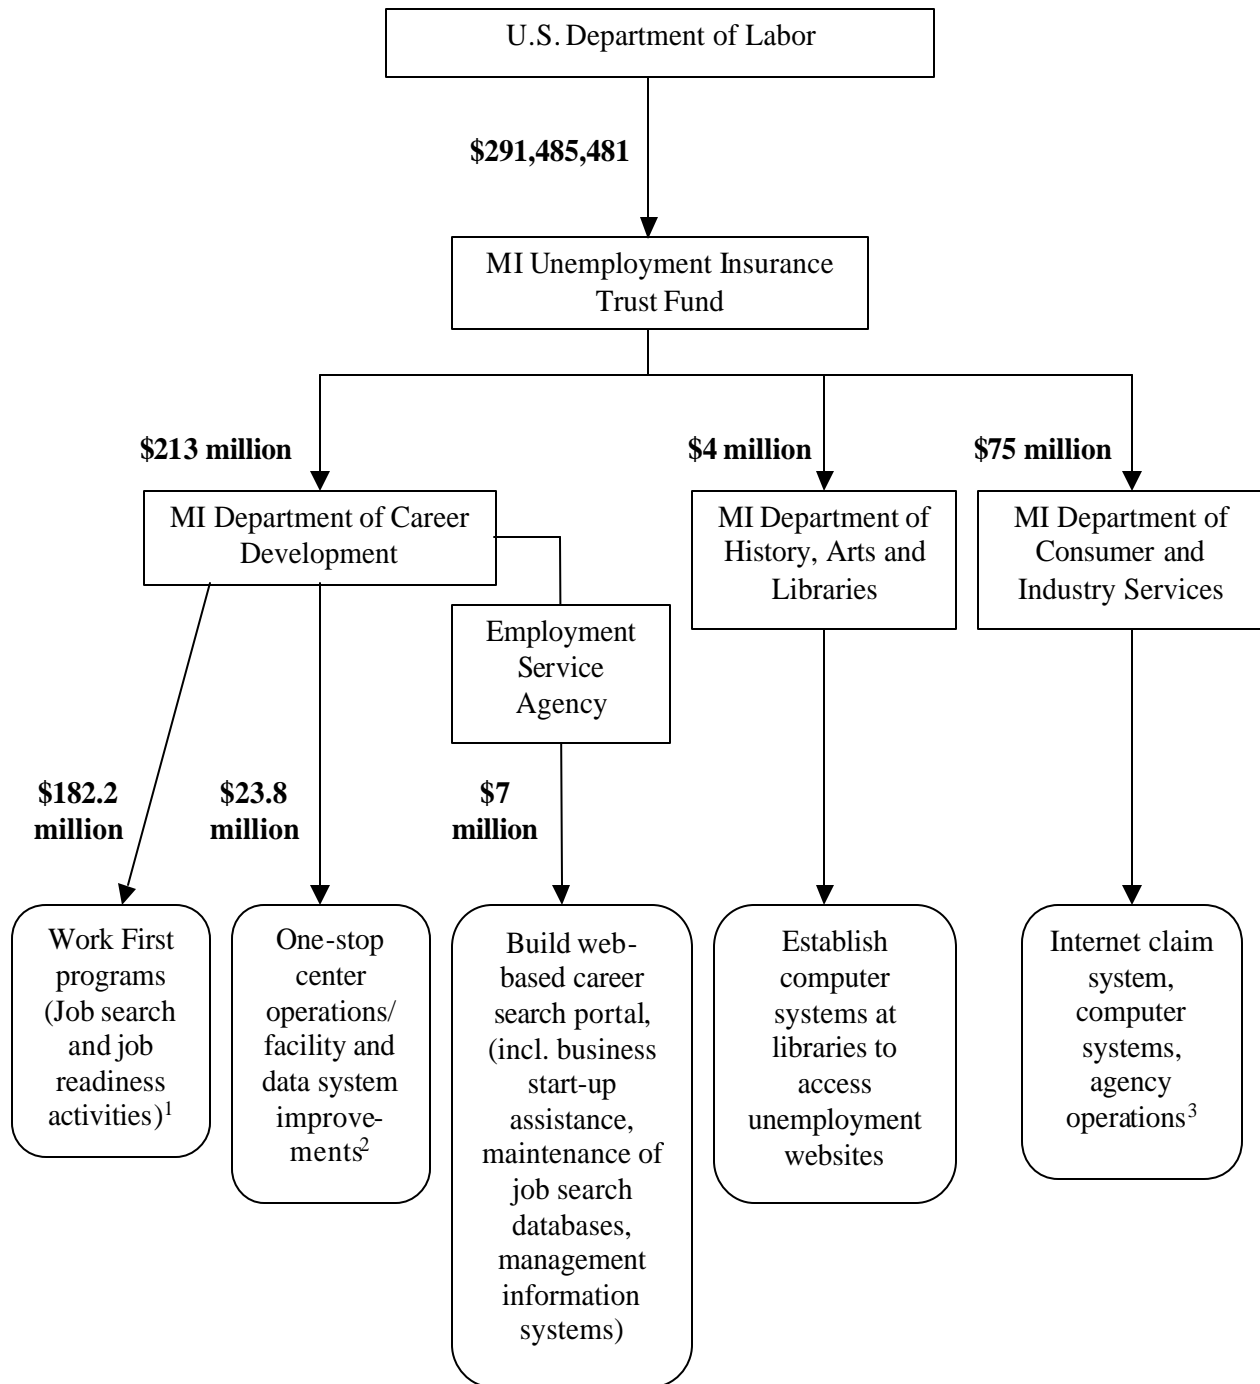 U.S. Department of Labor
$291,485,481
MI Unemployment Insurance
Trust Fund
$213 million
$4 million
$75 million
MI Department of Career
Development
MI Department of
History, Arts and
Libraries
MI Department of
Consumer and
Industry Services
Employment
Service
Agency
$182.2
million
$23.8
million
$7
million
Work First
programs
(Job search
and job
readiness
activities)1
One-stop
center
operations/
facility and
data system
improve-
ments2
Build web-
based career
search portal,
(incl. business
start-up
assistance,
maintenance of
job search
databases,
management
information
systems)
Establish
computer
systems at
libraries to
access
unemployment
websites
Internet claim
system,
computer
systems,
agency
operations3